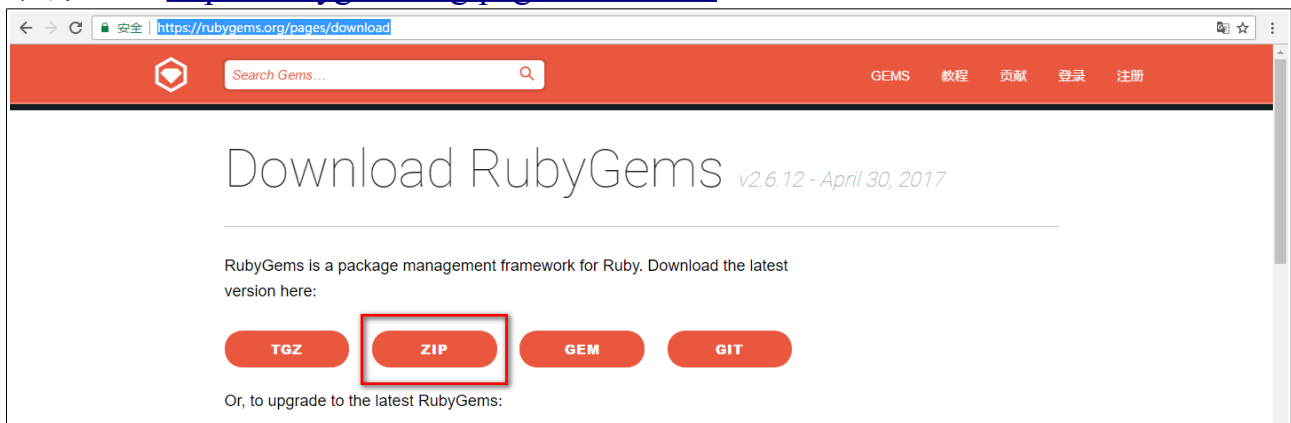 安全 | https://rubygems.org/pages/download
Search Gems…
GEMS 教程 贡献 登录 注册
Download RubyGems v2.6.12 - April 30, 2017
RubyGems is a package management framework for Ruby. Download the latest
version here:
TGZ ZIP GEM GIT
Or, to upgrade to the latest RubyGems: